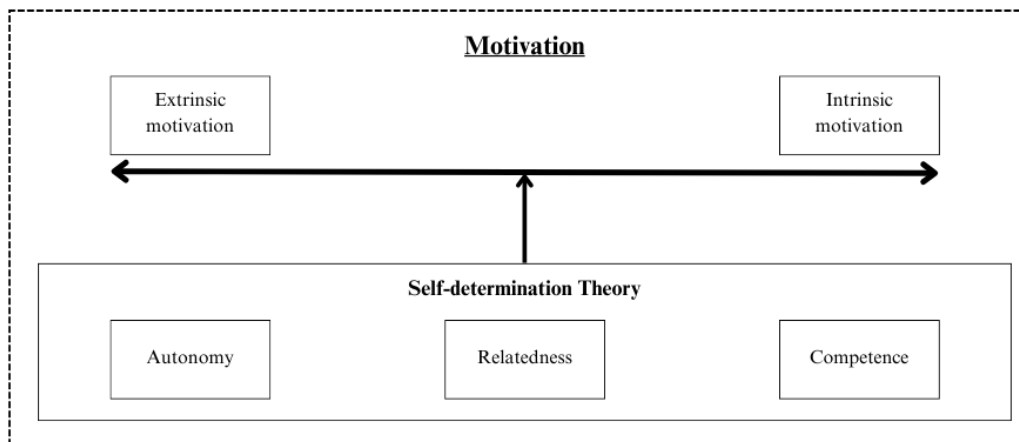 Motivation
Extrinsic
motivation
Intrinsic
motivation
Self-determination Theory
Autonomy
Relatedness
Competence